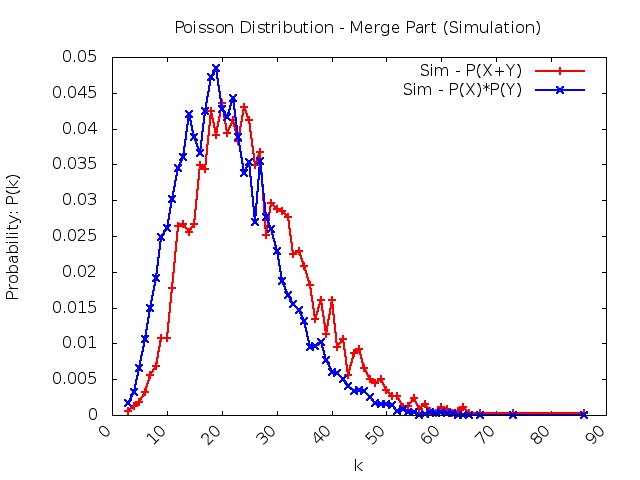 Poisson Distribution - Merge Part (Simulation)
0.05
0.045
0.04
0.035
0.03
0.025
0.02
0.015
0.01
0.005
0
Probability: P(k)
Sim - P(X+Y)
Sim - P(X)*P(Y)
0 10 20 30 40 50 60 70 80 90
k